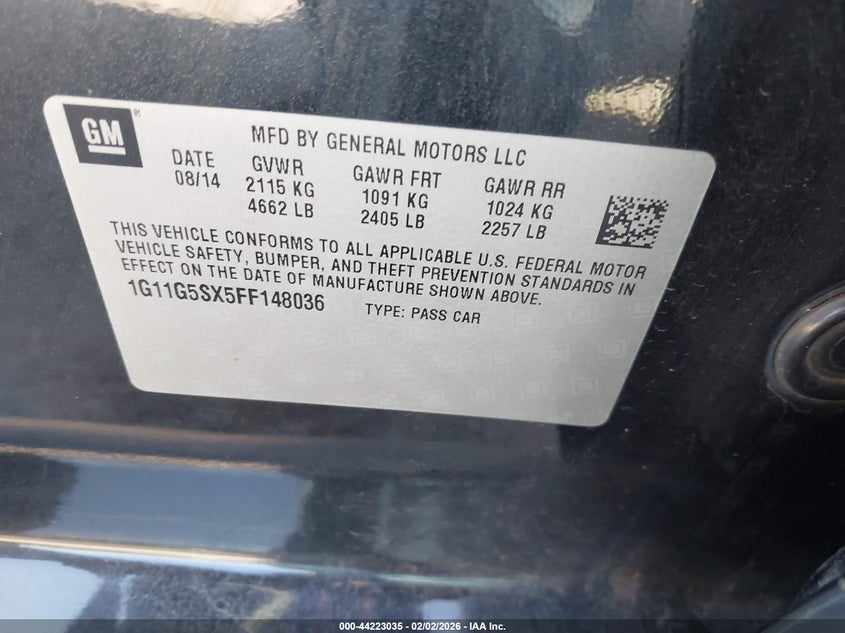 GM
®
MFD BY GENERAL MOTORS LLC
DATE GVWR GAWR FRT GAWR RR
08/14 2115 KG 1091 KG 1024 KG
4662 LB 2405 LB 2257 LB
THIS VEHICLE CONFORMS TO ALL APPLICABLE U.S. FEDERAL MOTOR
VEHICLE SAFETY, BUMPER, AND THEFT PREVENTION STANDARDS IN
EFFECT ON THE DATE OF MANUFACTURE SHOWN ABOVE.
1G11G5SX5FF148036 TYPE: PASS CAR
000-44223035 - 02/02/2026 - IAA Inc.